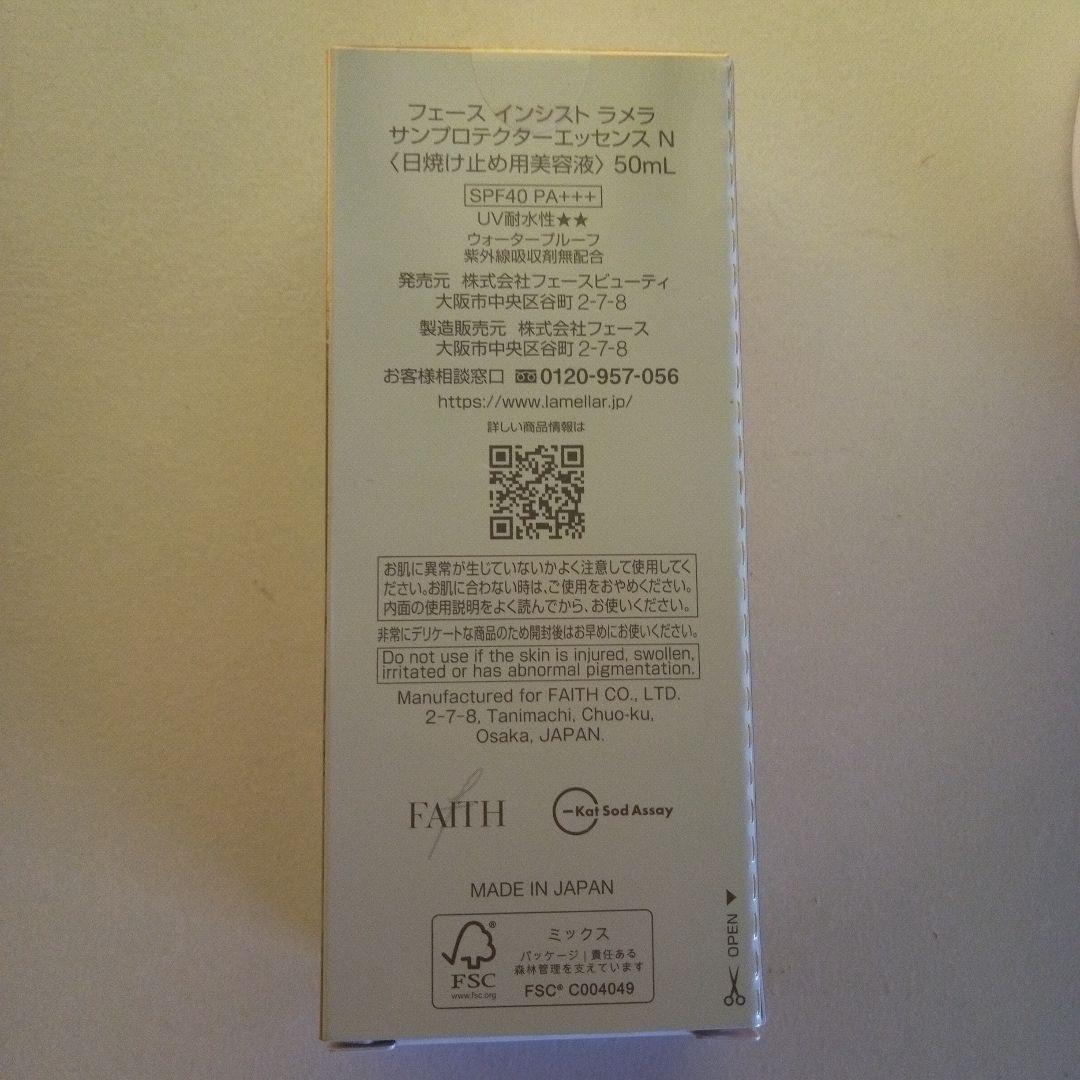 フェース インシスト ラメラ
サンプロテクターエッセンス N
〈日焼け止め用美容液〉 50mL
SPF40 PA+++
UV耐水性★★
ウォータープルーフ
紫外線吸収剤無配合
発売元 株式会社フェースビューティ
大阪市中央区谷町 2-7-8
製造販売元 株式会社フェース
大阪市中央区谷町 2-7-8
お客様相談窓口 0120-957-056
https://www.lamellar.jp/
詳しい商品情報は
お肌に異常が生じていないかよく注意して使用してく
ださい。お肌に合わない時は、ご使用をおやめください。
内面の使用説明をよく読んでから、お使いください。
非常にデリケートな商品のため開封後はお早めにお使いください。
Do not use if the skin is injured, swollen,
irritated or has abnormal pigmentation.
Manufactured for FAITH CO., LTD.
2-7-8, Tanimachi, Chuo-ku,
Osaka, JAPAN.
FAITH
Kat Sod Assay
MADE IN JAPAN
OPEN
FSC
www.fsc.org
ミックス
パッケージ|責任ある
森林管理を支えています
FSC® C004049